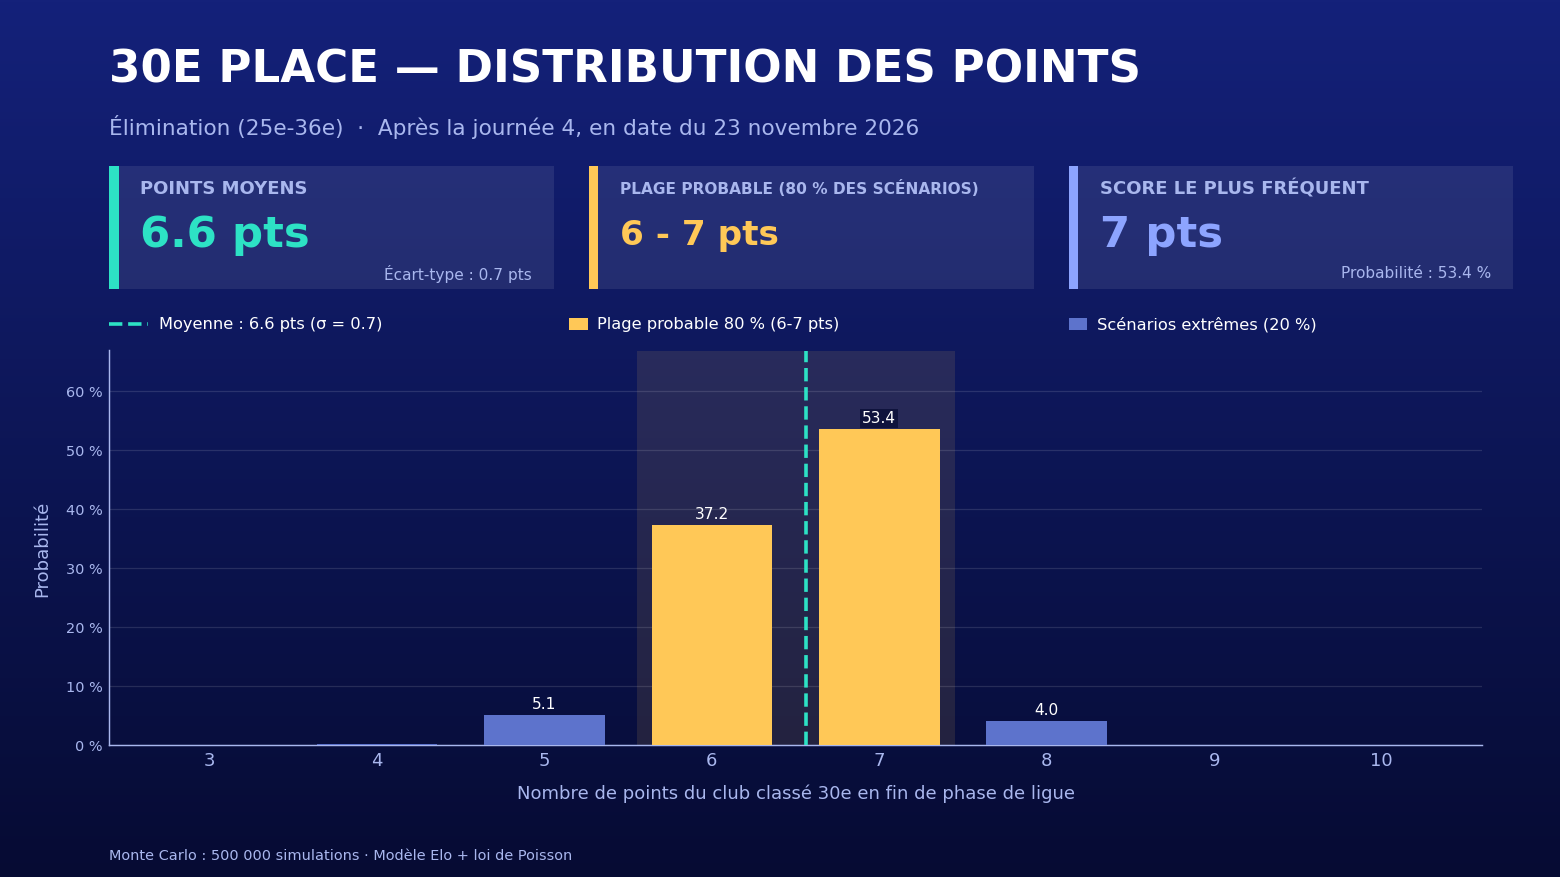 30E PLACE — DISTRIBUTION DES POINTS
Élimination (25e-36e) · Après la journée 4, en date du 23 novembre 2026
POINTS MOYENS
6.6 pts
Écart-type : 0.7 pts
PLAGE PROBABLE (80 % DES SCÉNARIOS)
6 - 7 pts
SCORE LE PLUS FRÉQUENT
7 pts
Probabilité : 53.4 %
Moyenne : 6.6 pts (σ = 0.7)
Plage probable 80 % (6-7 pts)
Scénarios extrêmes (20 %)
Probabilité
60 %
50 %
40 %
30 %
20 %
10 %
0 %
5.1
37.2
53.4
4.0
3 4 5 6 7 8 9 10
Nombre de points du club classé 30e en fin de phase de ligue
Monte Carlo : 500 000 simulations · Modèle Elo + loi de Poisson